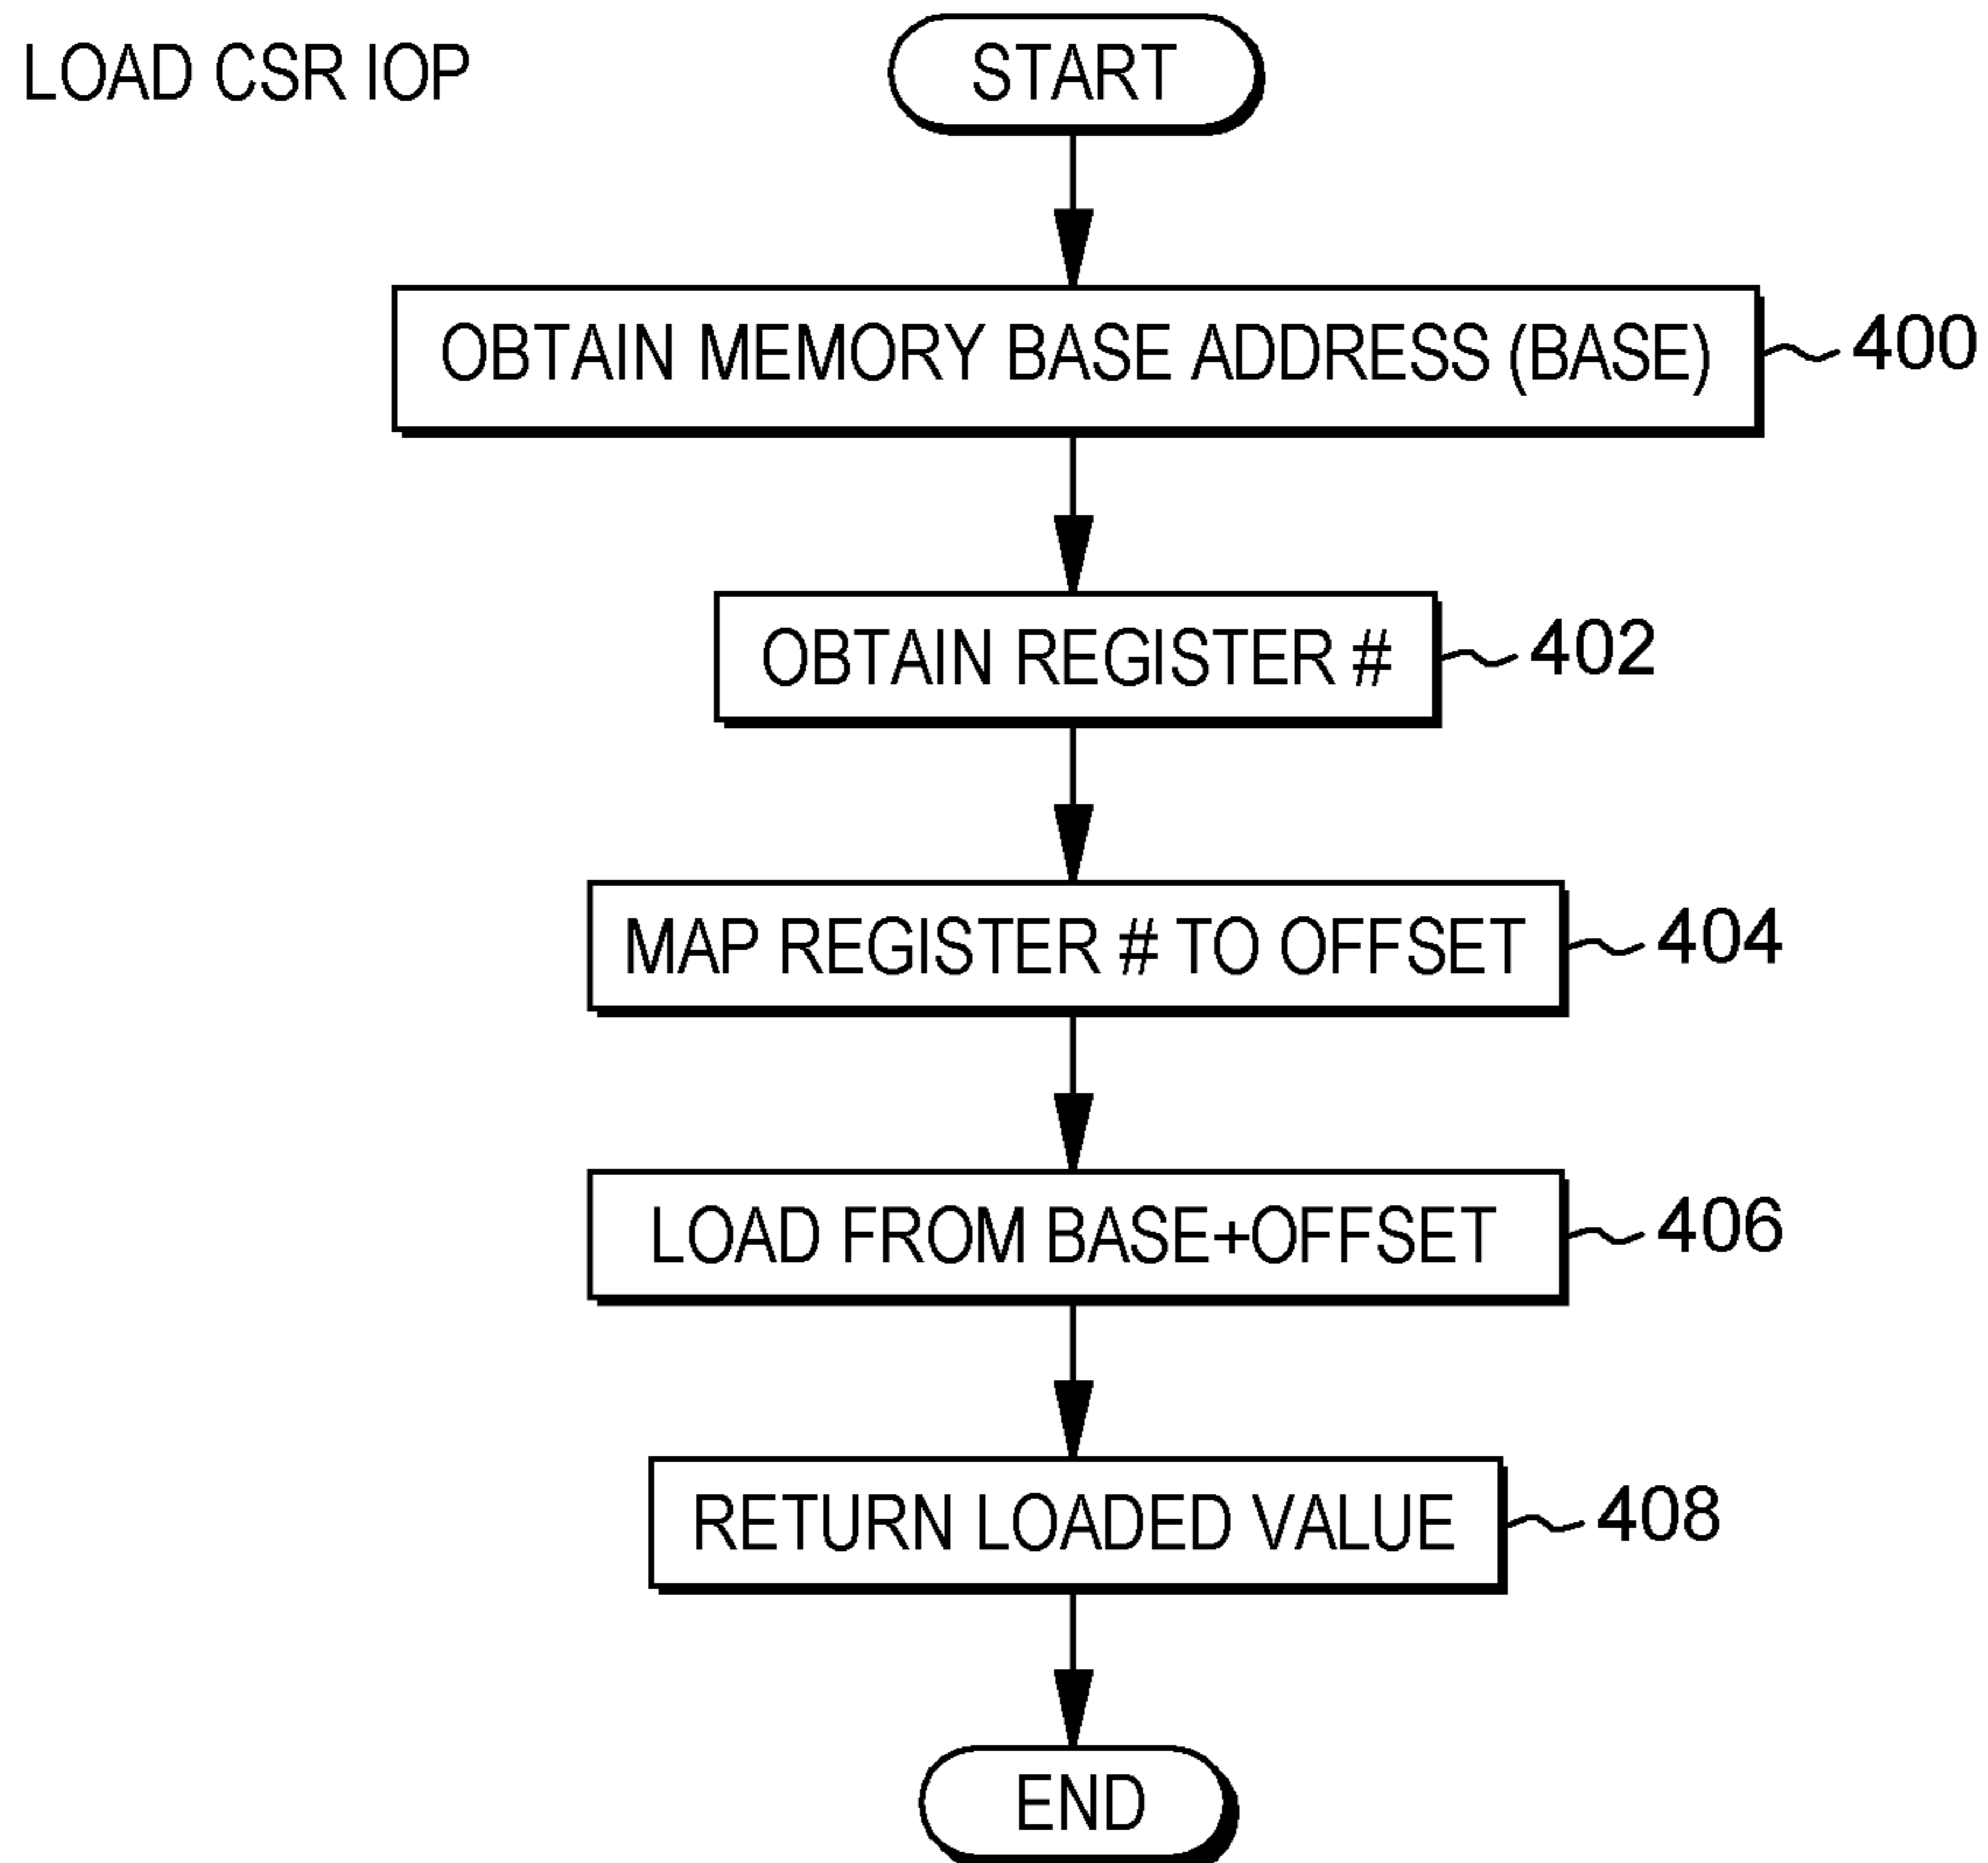 LOAD CSR IOP
START
OBTAIN MEMORY BASE ADDRESS (BASE)
400
OBTAIN REGISTER #
402
MAP REGISTER # TO OFFSET
404
LOAD FROM BASE+OFFSET
406
RETURN LOADED VALUE
408
END